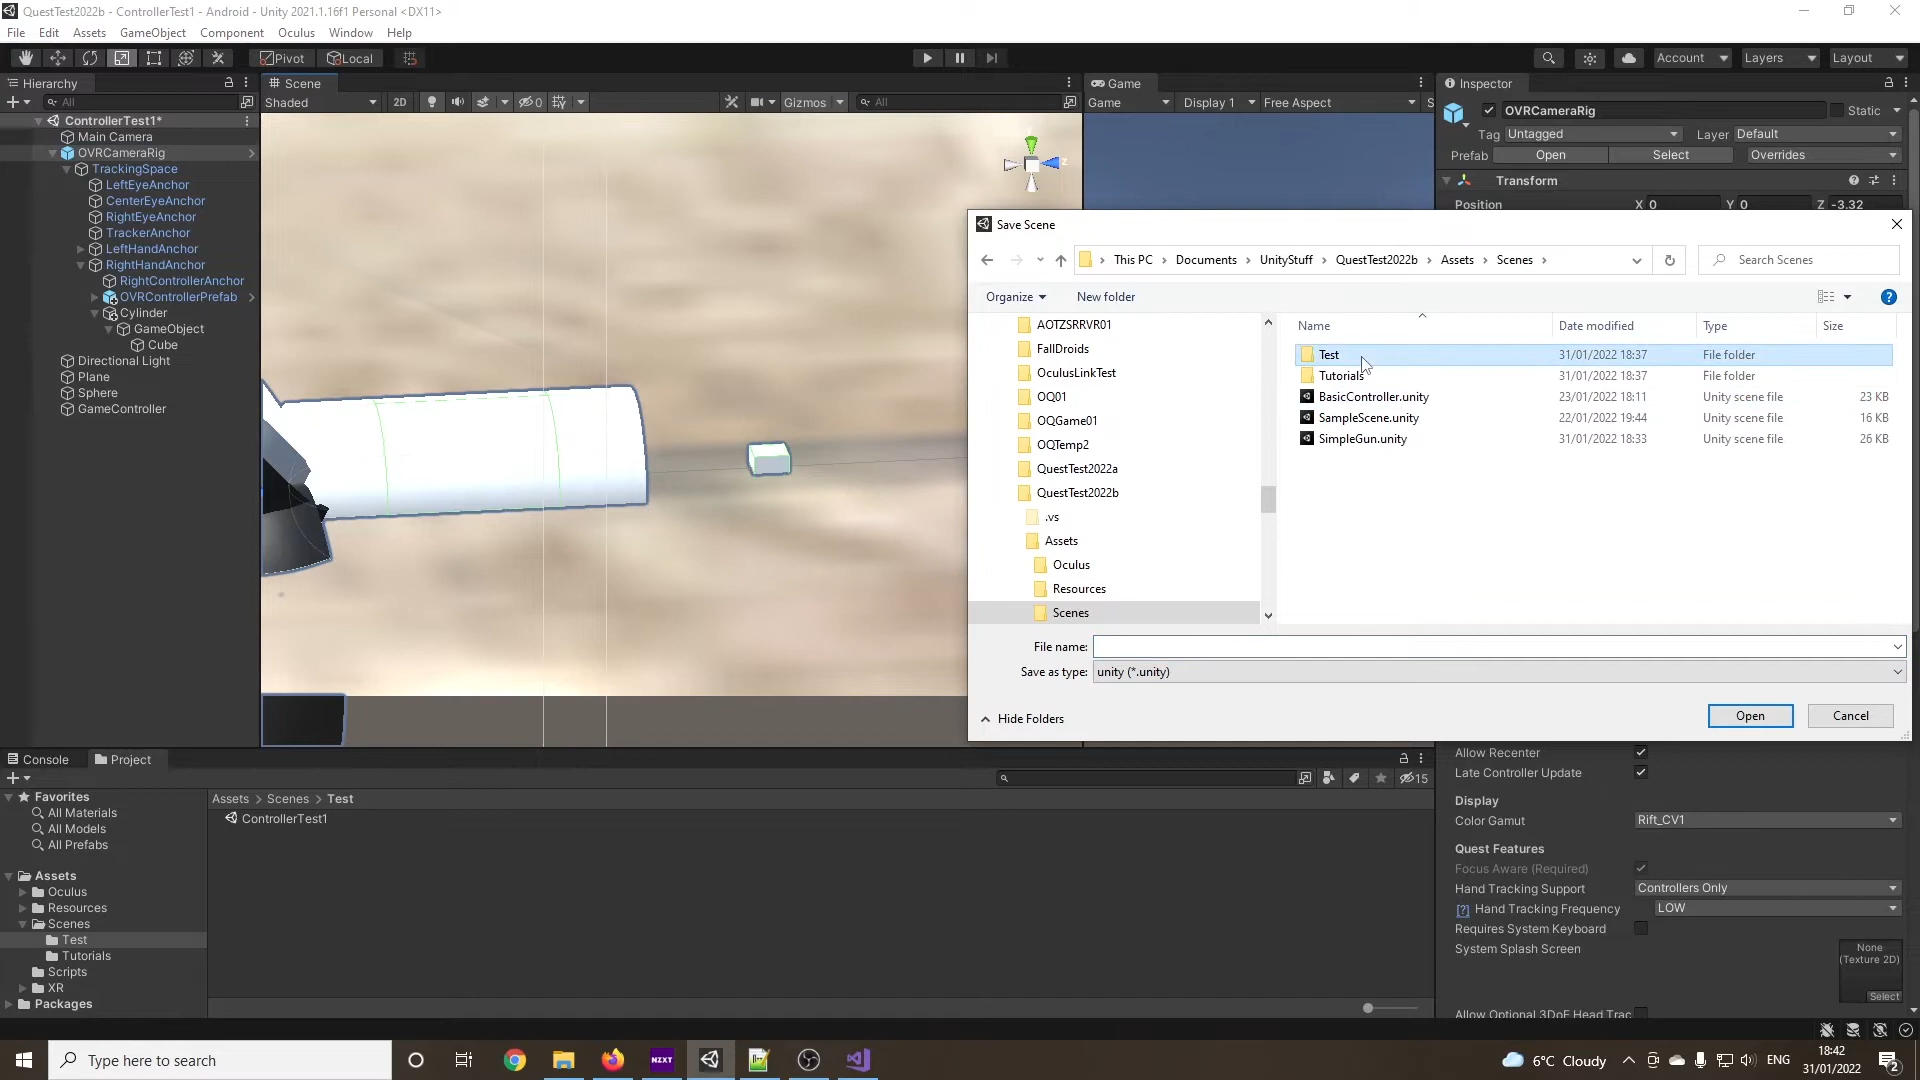 QuestTest2022b - ControllerTest1 - Android - Unity 2021.1.16f1 Personal <DX11>
File Edit Assets GameObject Component Oculus Window Help
Pivot Local Account Layers Layout
Hierarchy
All
ControllerTest1*
Main Camera
OVRCameraRig
TrackingSpace
LeftEyeAnchor
CenterEyeAnchor
RightEyeAnchor
TrackerAnchor
LeftHandAnchor
RightHandAnchor
RightControllerAnchor
OVRControllerPrefab
Cylinder
GameObject
Cube
Directional Light
Plane
Sphere
GameController
Scene
Shaded 2D 0 Gizmos All
z
Game
Game Display 1 Free Aspect S
Inspector
OVRCameraRig Static
Tag Untagged Layer Default
Prefab Open Select Overrides
Transform
Position X 0 Y 0 Z -3.32
Save Scene
This PC > Documents > UnityStuff > QuestTest2022b > Assets > Scenes >
Search Scenes
Organize New folder
AOTZSRRVR01
FallDroids
OculusLinkTest
OQ01
OQGame01
OQTemp2
QuestTest2022a
QuestTest2022b
.vs
Assets
Oculus
Resources
Scenes
Name Date modified Type Size
Test 31/01/2022 18:37 File folder
Tutorials 31/01/2022 18:37 File folder
BasicController.unity 23/01/2022 18:11 Unity scene file 23 KB
SampleScene.unity 22/01/2022 19:44 Unity scene file 16 KB
SimpleGun.unity 31/01/2022 18:33 Unity scene file 26 KB
File name:
Save as type: unity (*.unity)
Hide Folders Open Cancel
Allow Recenter
Late Controller Update
Display
Color Gamut Rift_CV1
Quest Features
Focus Aware (Required)
Hand Tracking Support Controllers Only
[?] Hand Tracking Frequency LOW
Requires System Keyboard
System Splash Screen
None
(Texture 2D)
Select
Allow Optional 3DoF Head Trac
Console Project
15
Favorites
All Materials
All Models
All Prefabs
Assets
Oculus
Resources
Scenes
Test
Tutorials
Scripts
XR
Packages
Assets > Scenes > Test
ControllerTest1
Type here to search
NZXT
6°C Cloudy
ENG
18:42
31/01/2022
2